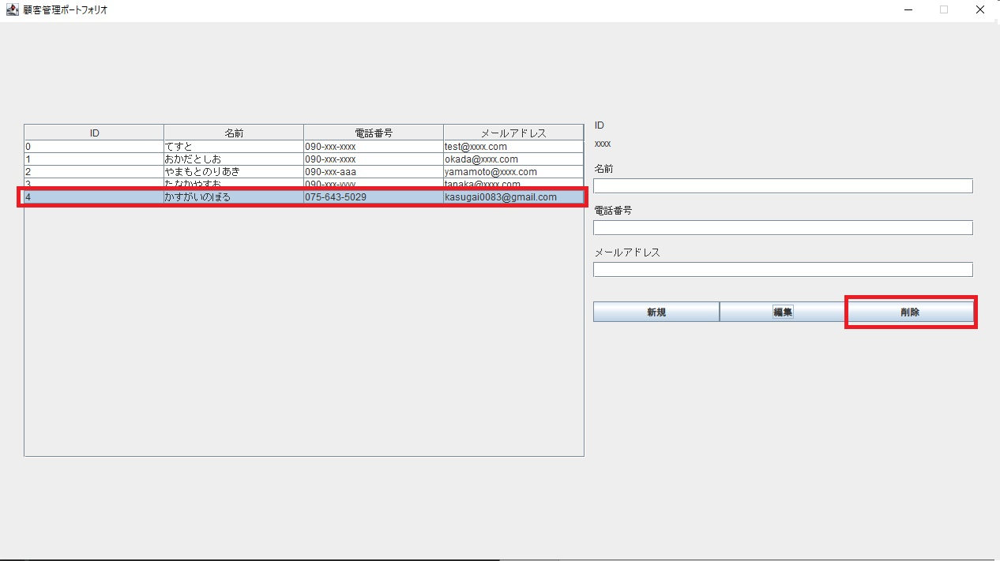 顧客管理ポートフォリオ
ID 名前 電話番号 メールアドレス
0 てすと 090-xxx-xxxx test@xxxx.com
1 おかだとしお 090-xxx-xxxx okada@xxxx.com
2 やまもとのりあき 090-xxx-aaa yamamoto@xxxx.com
3 たなかやすお 090-xxx-yyyy tanaka@xxxx.com
4 かすがいのぼる 075-643-5029 kasugai0083@gmail.com
ID
xxxx
名前
電話番号
メールアドレス
新規 編集 削除